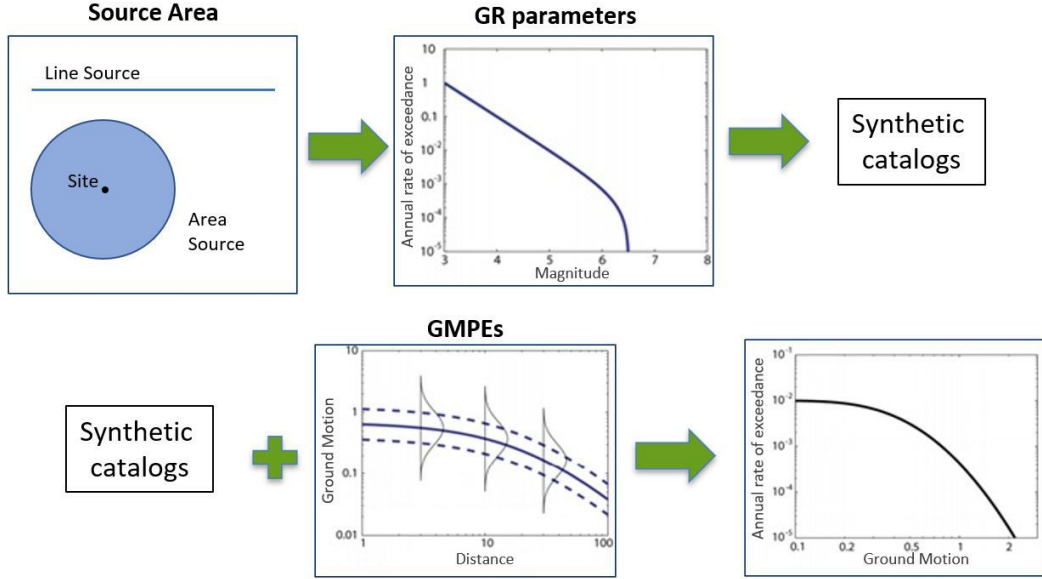 Source Area
GR parameters
Line Source
Site
Area
Source
Annual rate of exceedance
10
1
0.1
10-2
10-3
10-4
10-5
3
4
5
6
7
8
Magnitude
Synthetic
catalogs
Synthetic
catalogs
GMPEs
Ground Motion
10
1
0.1
0.01
1
10
100
Distance
Annual rate of exceedance
10-1
10-2
10-3
10-4
10-5
0.1
0.2
0.5
1
2
Ground Motion